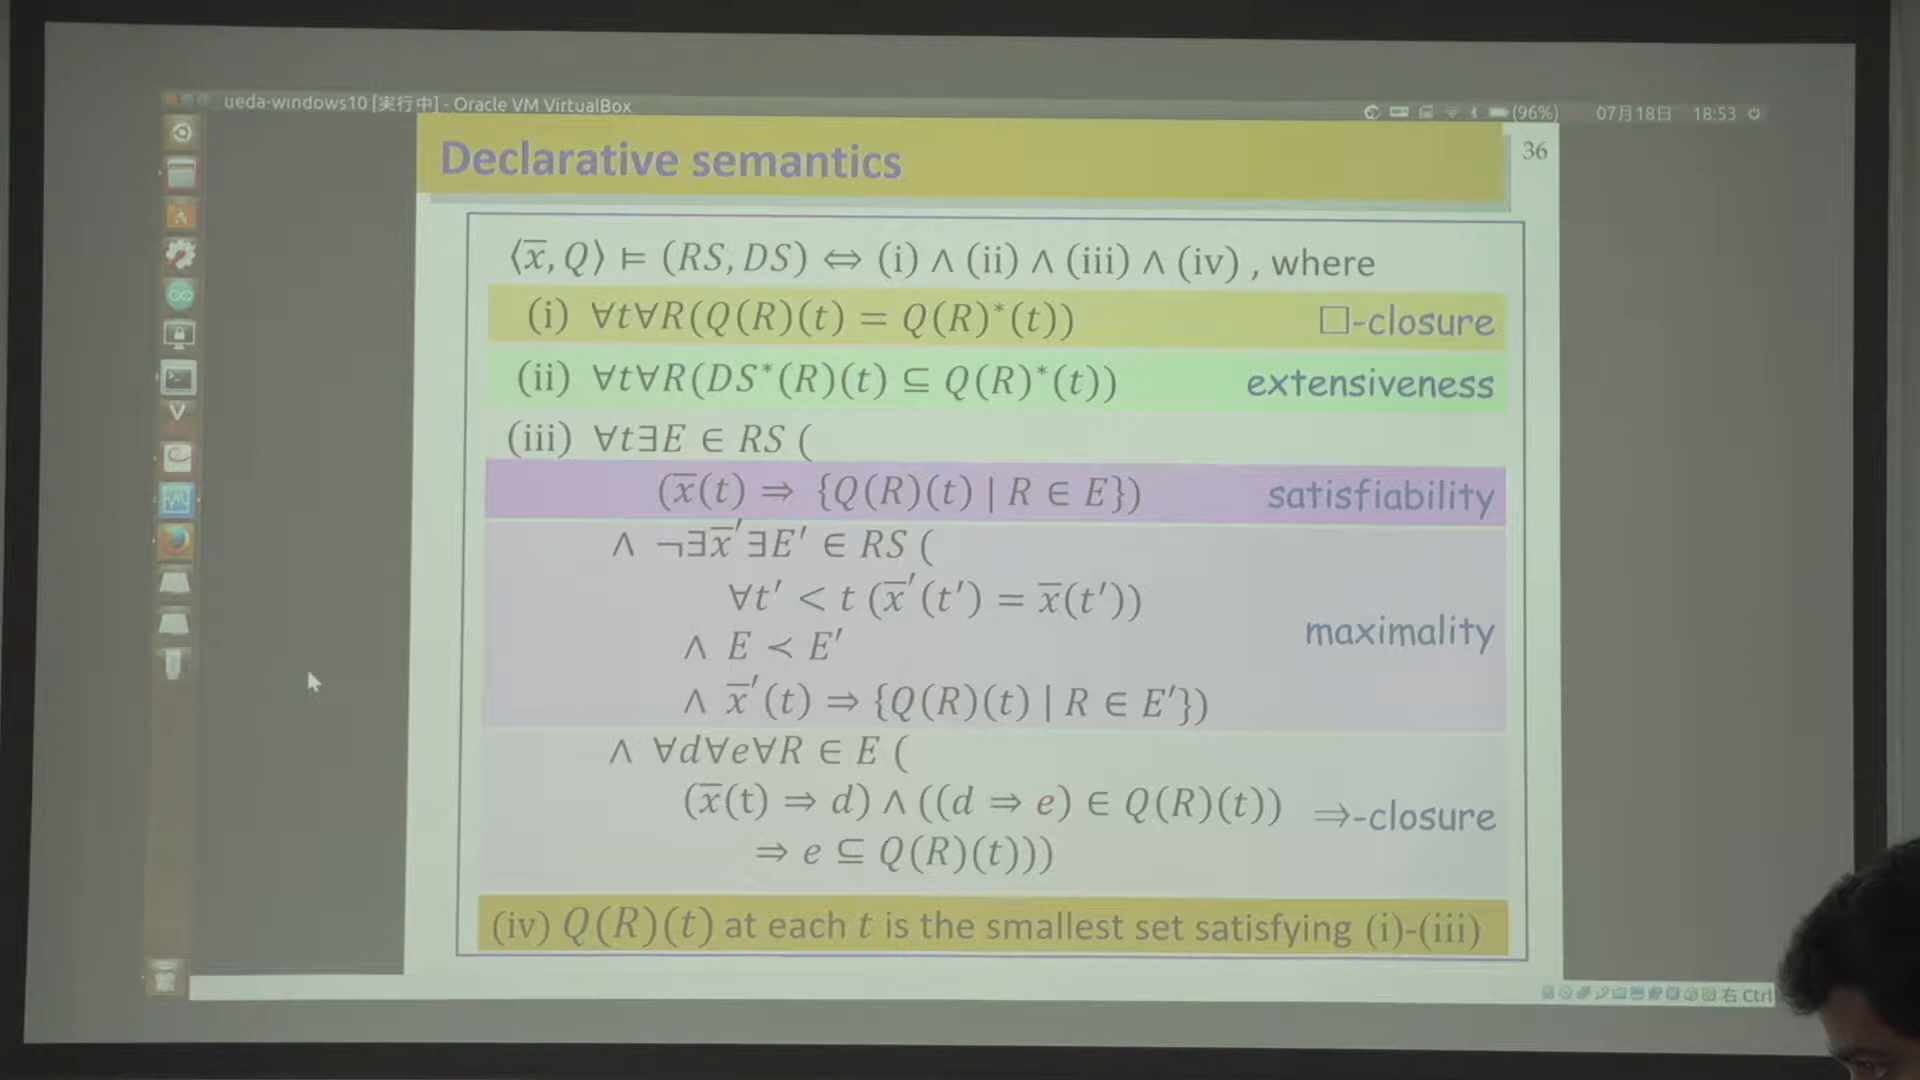 ueda-windows10 [実行中] - Oracle VM VirtualBox
(96%) 07月18日 18:53
Declarative semantics
36
⟨x̅, Q⟩ ⊨ (RS, DS) ⇔ (i) ∧ (ii) ∧ (iii) ∧ (iv) , where
(i) ∀t∀R(Q(R)(t) = Q(R)*(t)) □-closure
(ii) ∀t∀R(DS*(R)(t) ⊆ Q(R)*(t)) extensiveness
(iii) ∀t∃E ∈ RS (
(x̅(t) ⇒ {Q(R)(t) | R ∈ E}) satisfiability
∧ ¬∃x̅′∃E′ ∈ RS (
∀t′ < t (x̅′(t′) = x̅(t′))
∧ E ≺ E′
maximality
∧ x̅′(t) ⇒ {Q(R)(t) | R ∈ E′})
∧ ∀d∀e∀R ∈ E (
(x̅(t) ⇒ d) ∧ ((d ⇒ e) ∈ Q(R)(t)) ⇒-closure
⇒ e ⊆ Q(R)(t)))
(iv) Q(R)(t) at each t is the smallest set satisfying (i)-(iii)
右 Ctrl